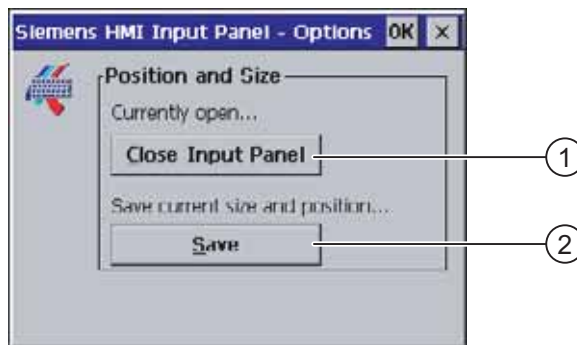 Siemens HMI Input Panel - Options OK ×
Position and Size
Currently open...
Close Input Panel
1
Save current size and position...
Save
2